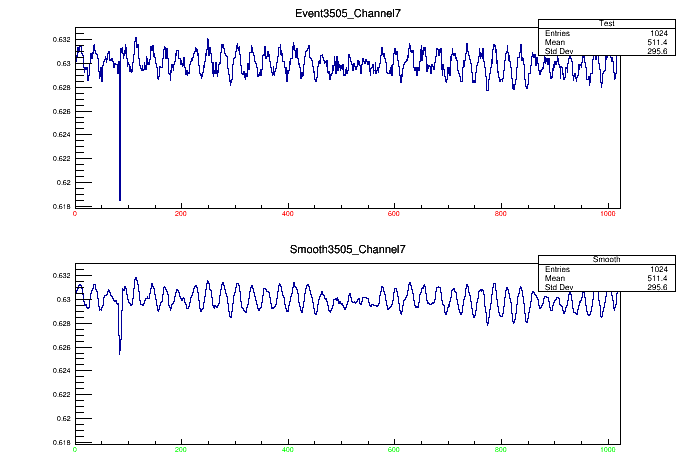 Event3505_Channel7
Test
Entries 1024
Mean 511.4
Std Dev 295.6
0.632
0.63
0.628
0.626
0.624
0.622
0.62
0.618
0 200 400 600 800 1000
Smooth3505_Channel7
Smooth
Entries 1024
Mean 511.4
Std Dev 295.6
0.632
0.63
0.628
0.626
0.624
0.622
0.62
0.618
0 200 400 600 800 1000